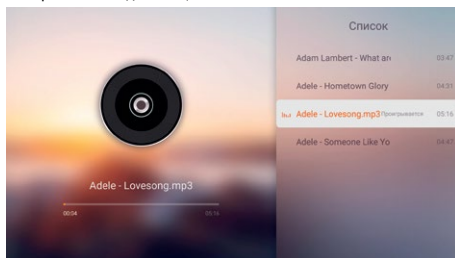 Список
Adam Lambert - What are
03:47
Adele - Hometown Glory
04:31
Adele - Lovesong.mp3 Проигрывается
05:16
Adele - Someone Like Yo
04:47
Adele - Lovesong.mp3
00:04
05:16